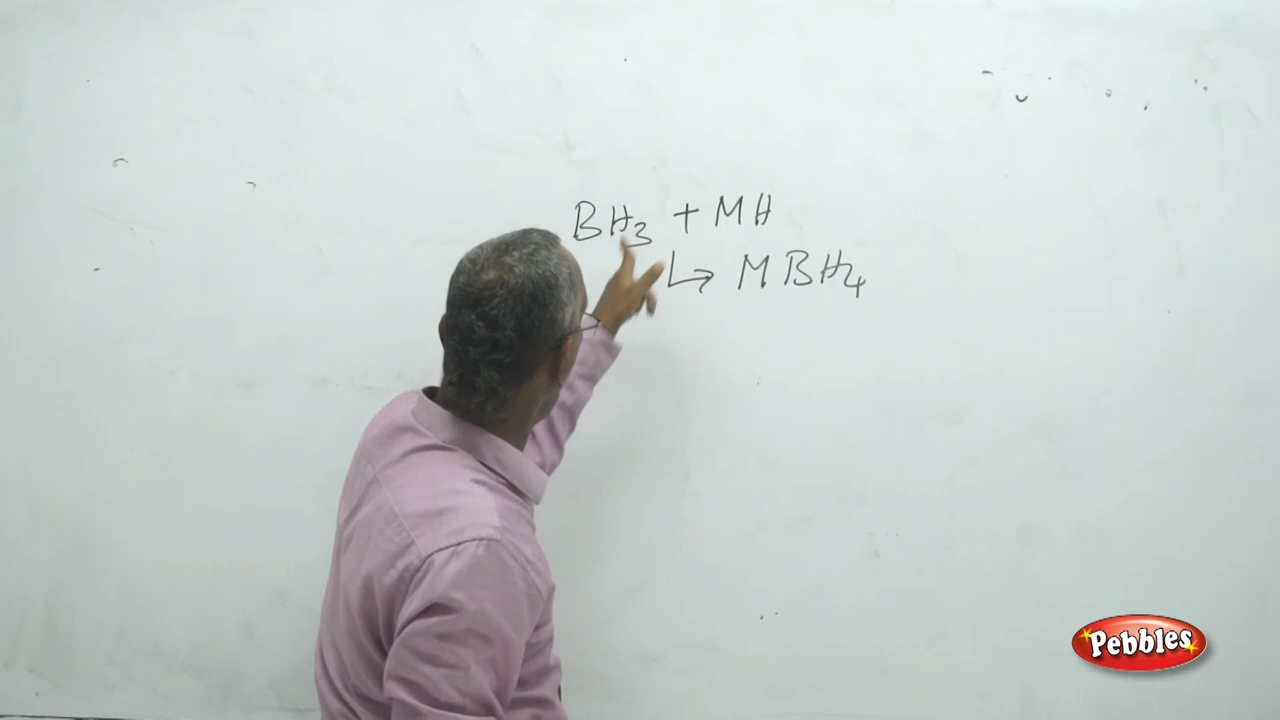 BH₃ + MH
↳ MBH₄
Pebbles